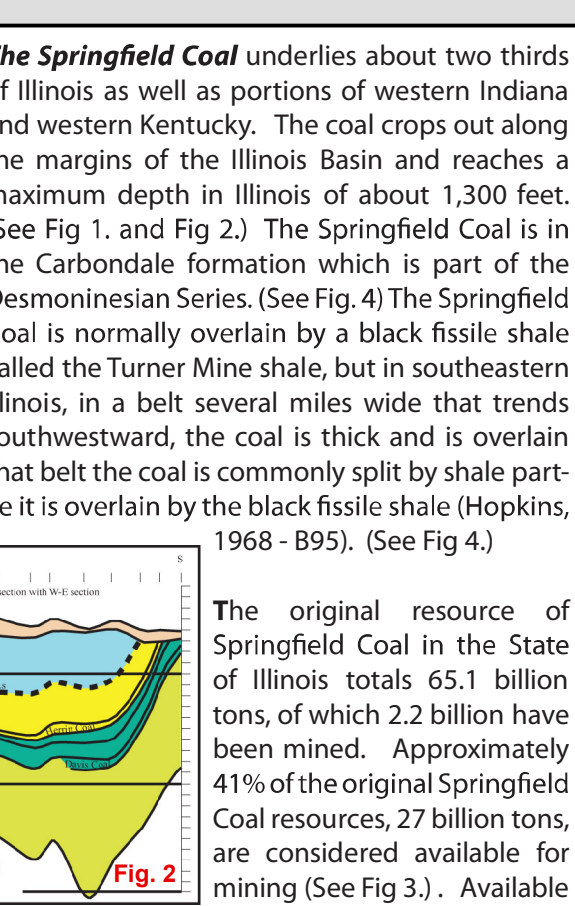 he Springfield Coal underlies about two thirds
f Illinois as well as portions of western Indiana
nd western Kentucky. The coal crops out along
he margins of the Illinois Basin and reaches a
naximum depth in Illinois of about 1,300 feet.
See Fig 1. and Fig 2.) The Springfield Coal is in
he Carbondale formation which is part of the
Desmoninesian Series. (See Fig. 4) The Springfield
oal is normally overlain by a black fissile shale
alled the Turner Mine shale, but in southeastern
linois, in a belt several miles wide that trends
outhwestward, the coal is thick and is overlain
hat belt the coal is commonly split by shale part-
e it is overlain by the black fissile shale (Hopkins,
1968 - B95). (See Fig 4.)
S
section with W-E section
Herrin Coal
Davis Coal
Fig. 2
The original resource of
Springfield Coal in the State
of Illinois totals 65.1 billion
tons, of which 2.2 billion have
been mined. Approximately
41% of the original Springfield
Coal resources, 27 billion tons,
are considered available for
mining (See Fig 3.) . Available